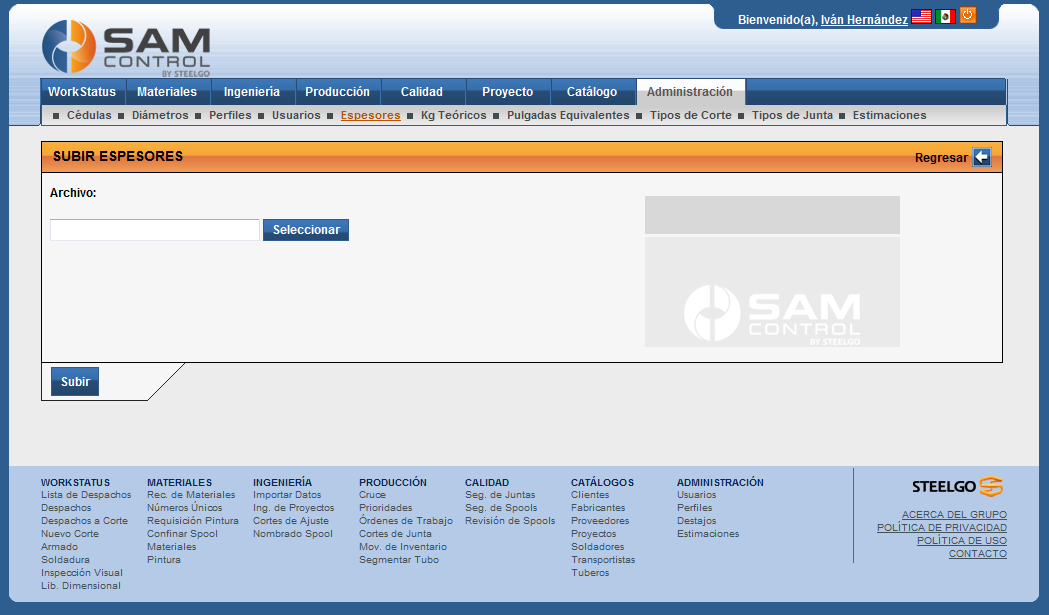 Bienvenido(a), Iván Hernández
SAM
CONTROL
BY STEELGO
WorkStatus Materiales Ingeniería Producción Calidad Proyecto Catálogo Administración
Cédulas Diámetros Perfiles Usuarios Espesores Kg Teóricos Pulgadas Equivalentes Tipos de Corte Tipos de Junta Estimaciones
SUBIR ESPESORES Regresar
Archivo:
Seleccionar
SAM
CONTROL
BY STEELGO
Subir
WORKSTATUS
Lista de Despachos
Despachos
Despachos a Corte
Nuevo Corte
Armado
Soldadura
Inspección Visual
Lib. Dimensional
MATERIALES
Rec. de Materiales
Números Únicos
Requisición Pintura
Confinar Spool
Materiales
Pintura
INGENIERÍA
Importar Datos
Ing. de Proyectos
Cortes de Ajuste
Nombrado Spool
PRODUCCIÓN
Cruce
Prioridades
Órdenes de Trabajo
Cortes de Junta
Mov. de Inventario
Segmentar Tubo
CALIDAD
Seg. de Juntas
Seg. de Spools
Revisión de Spools
CATÁLOGOS
Clientes
Fabricantes
Proveedores
Proyectos
Soldadores
Transportistas
Tuberos
ADMINISTRACIÓN
Usuarios
Perfiles
Destajos
Estimaciones
STEELGO
ACERCA DEL GRUPO
POLÍTICA DE PRIVACIDAD
POLÍTICA DE USO
CONTACTO